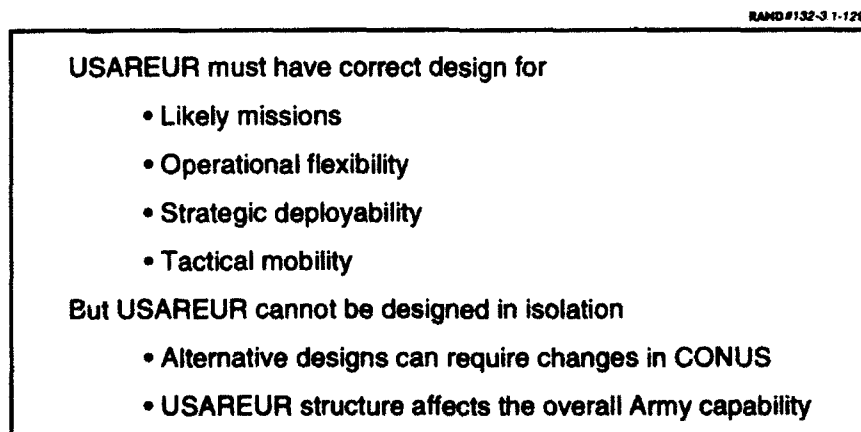 RAND#132-3.1-129
USAREUR must have correct design for
• Likely missions
• Operational flexibility
• Strategic deployability
• Tactical mobility
But USAREUR cannot be designed in isolation
• Alternative designs can require changes in CONUS
• USAREUR structure affects the overall Army capability